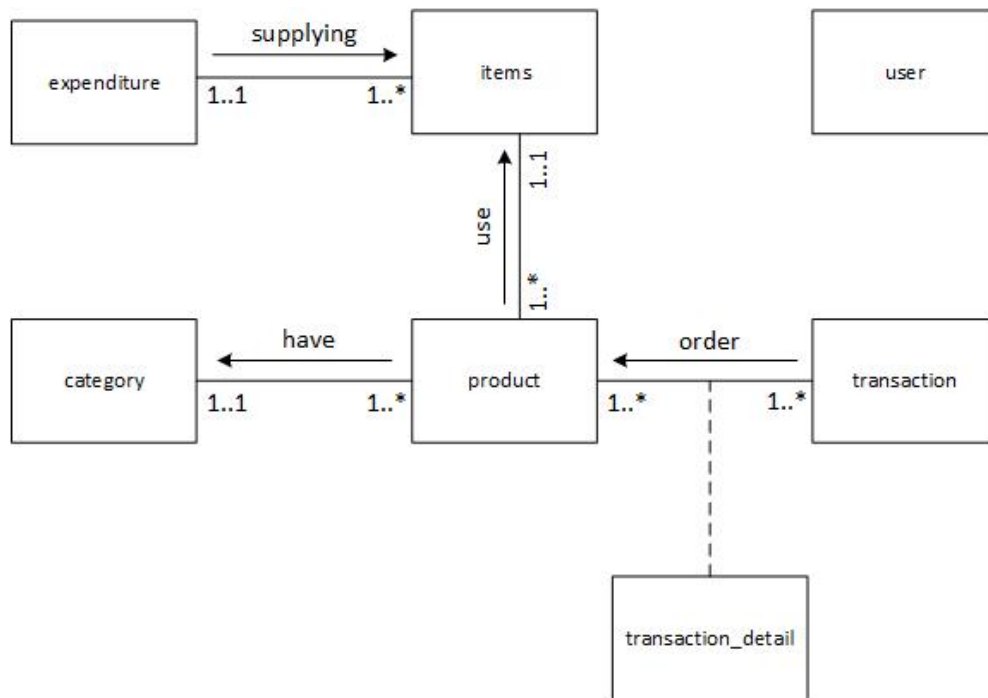 supplying
expenditure
items
user
1..1
1..*
1..1
use
1..*
have
order
category
product
transaction
1..1
1..*
1..*
1..*
transaction_detail